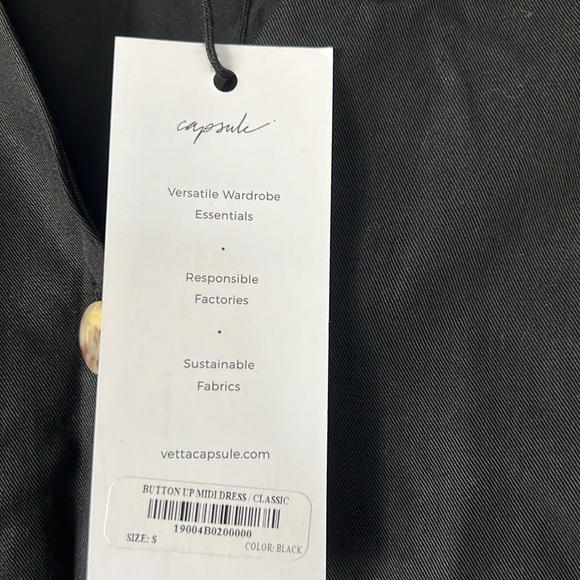 capsule
Versatile Wardrobe
Essentials
•
Responsible
Factories
•
Sustainable
Fabrics
vettacapsule.com
BUTTON UP MIDI DRESS / CLASSIC
19004B0200000
SIZE: S
COLOR: BLACK